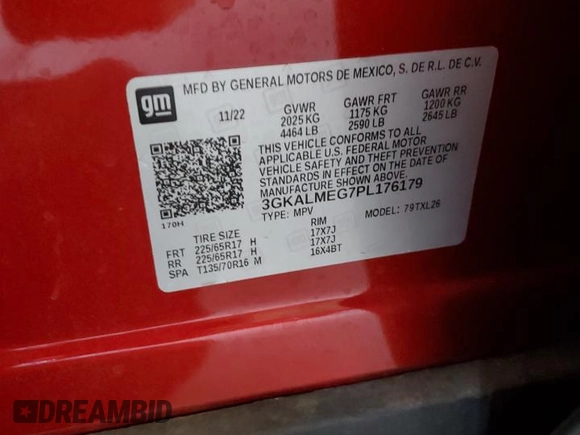 MFD BY GENERAL MOTORS DE MEXICO, S. DE R.L. DE C.V.
gm
11/22 GVWR GAWR FRT GAWR RR
2025 KG 1175 KG 1200 KG
4464 LB 2590 LB 2645 LB
THIS VEHICLE CONFORMS TO ALL
APPLICABLE U.S. FEDERAL MOTOR
VEHICLE SAFETY AND THEFT PREVENTION
STANDARDS IN EFFECT ON THE DATE OF
MANUFACTURE SHOWN ABOVE.
3GKALMEG7PL176179
TYPE: MPV MODEL: 79TXL26
170H
TIRE SIZE RIM
FRT 225/65R17 H 17X7J
RR 225/65R17 H 17X7J
SPA T135/70R16 M 16X4BT
DREAMBID